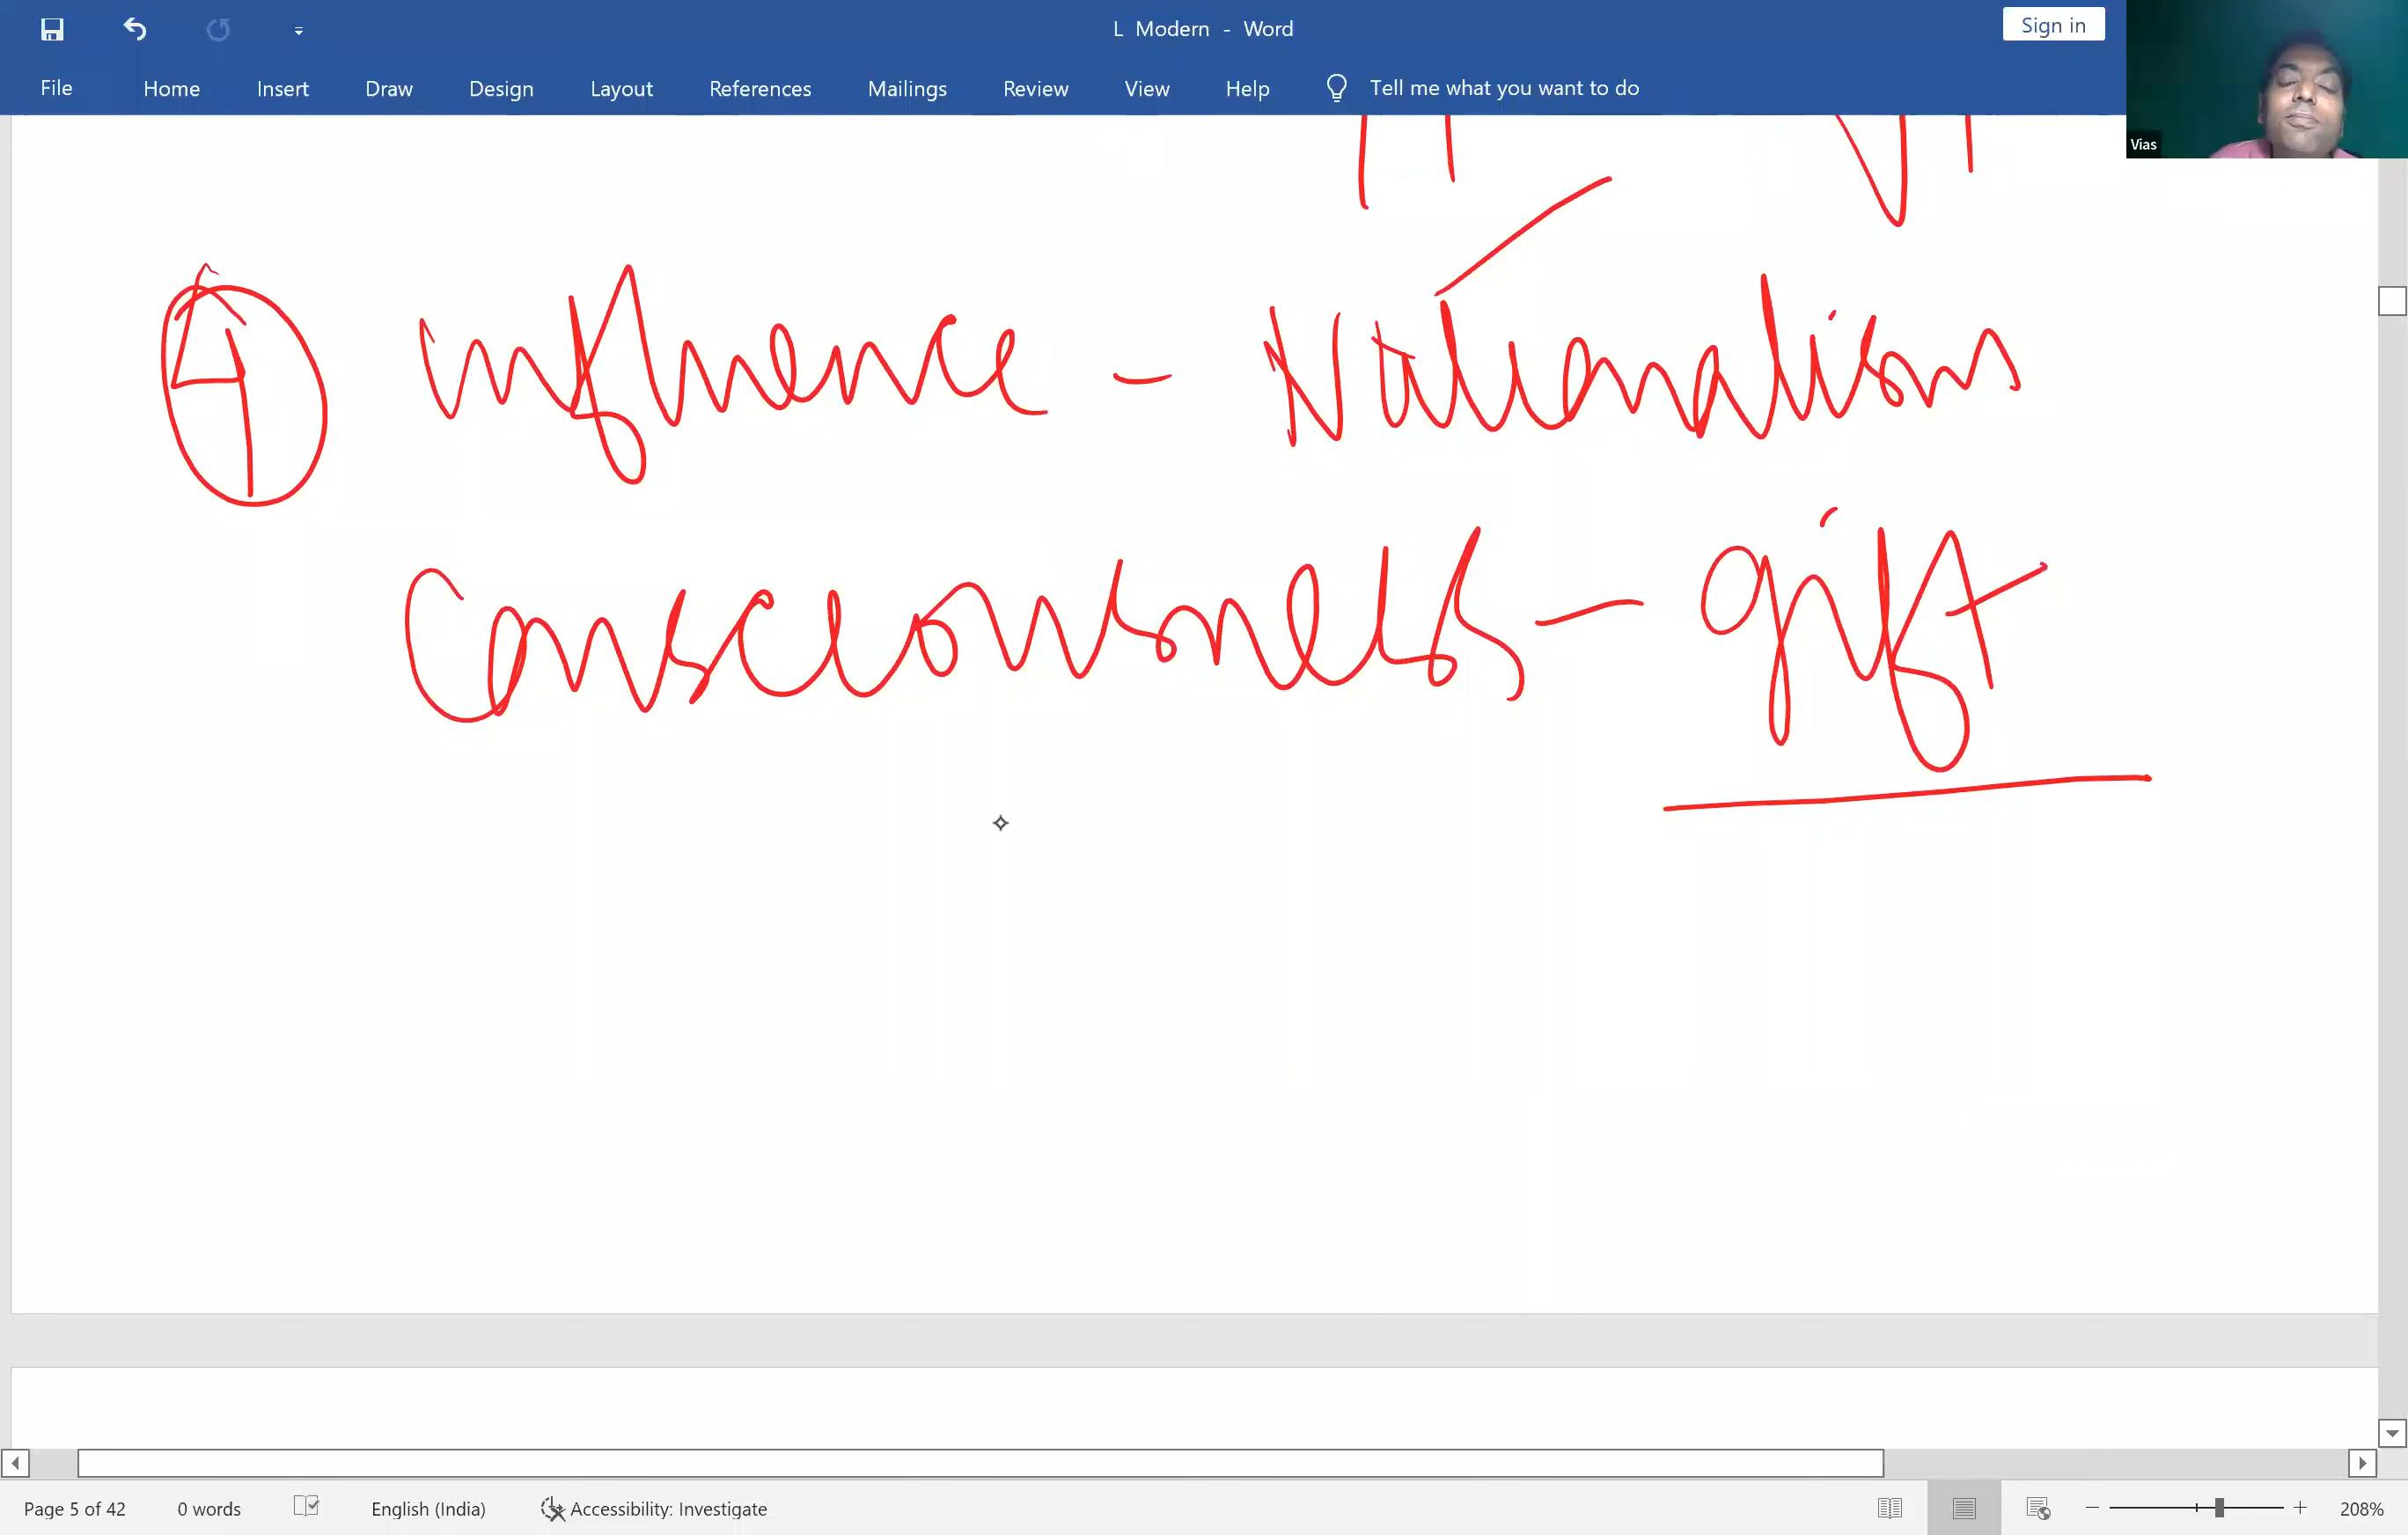 L Modern - Word
Sign in
File Home Insert Draw Design Layout References Mailings Review View Help Tell me what you want to do
Vias
4 influence - Nationalism
Consciousness - gift
Page 5 of 42 0 words English (India) Accessibility: Investigate 208%